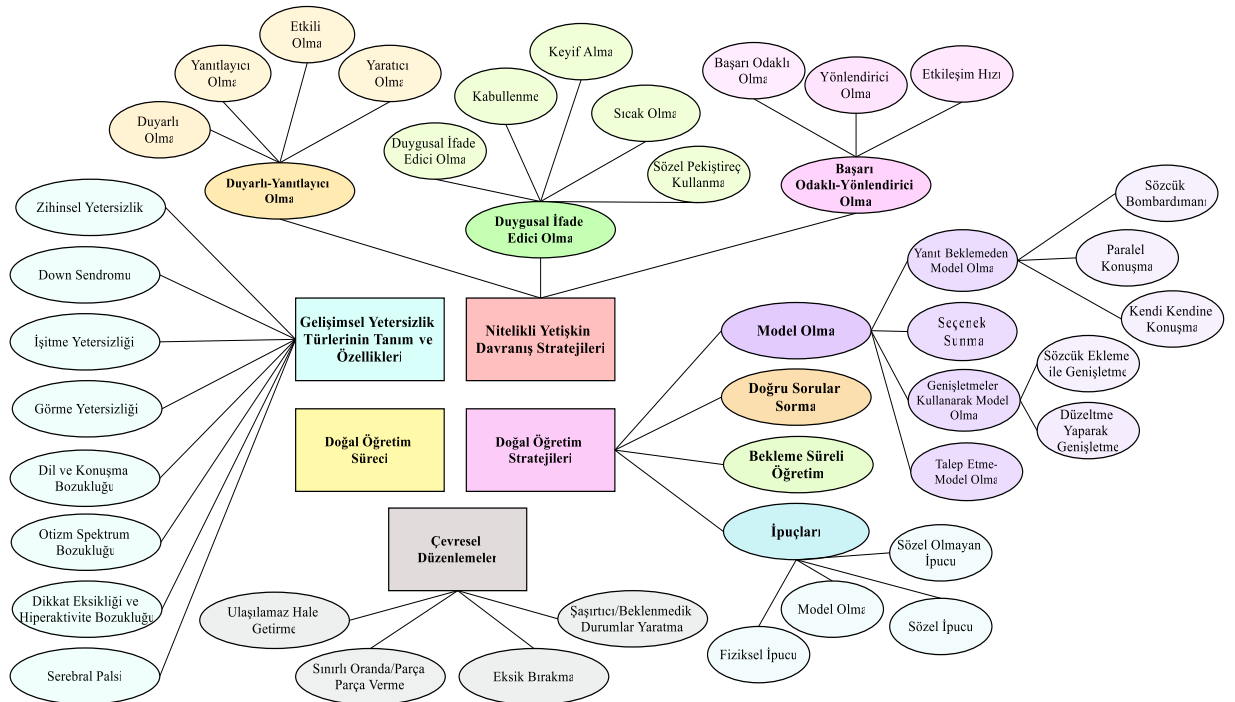 Etkili
Olma
Yanıtlayıcı
Olma
Yaratıcı
Olma
Duyarlı
Olma
Duyarlı-Yanıtlayıcı
Olma
Keyif Alma
Kabullenme
Sıcak Olma
Duygusal İfade
Edici Olma
Sözel Pekiştireç
Kullanma
Duygusal İfade
Edici Olma
Başarı Odaklı
Olma
Yönlendirici
Olma
Etkileşim Hızı
Başarı
Odaklı-Yönlendirici
Olma
Zihinsel Yetersizlik
Down Sendromu
İşitme Yetersizliği
Görme Yetersizliği
Dil ve Konuşma
Bozukluğu
Otizm Spektrum
Bozukluğu
Dikkat Eksikliği ve
Hiperaktivite Bozukluğu
Serebral Palsi
Gelişimsel Yetersizlik
Türlerinin Tanım ve
Özellikleri
Nitelikli Yetişkin
Davranış Stratejileri
Doğal Öğretim
Süreci
Doğal Öğretim
Stratejileri
Çevresel
Düzenlemeler
Ulaşılamaz Hale
Getirme
Sınırlı Oranda/Parça
Parça Verme
Eksik Bırakma
Şaşırtıcı/Beklenmedik
Durumlar Yaratma
Model Olma
Doğru Sorular
Sorma
Bekleme Süreli
Öğretim
İpuçları
Yanıt Beklemeden
Model Olma
Seçenek
Sunma
Genişletmeler
Kullanarak Model
Olma
Talep Etme-
Model Olma
Sözcük
Bombardımanı
Paralel
Konuşma
Kendi Kendine
Konuşma
Sözcük Ekleme
ile Genişletme
Düzeltme
Yaparak
Genişletme
Sözel Olmayan
İpucu
Sözel İpucu
Model Olma
Fiziksel İpucu